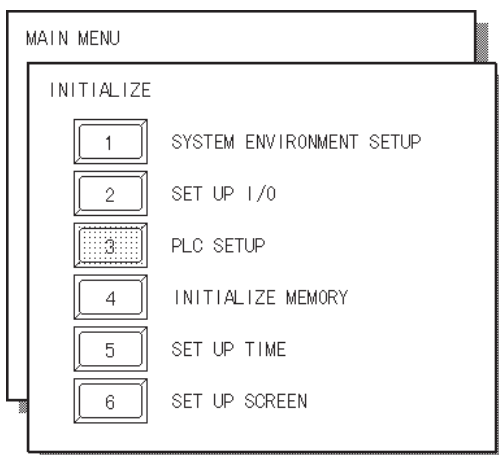 MAIN MENU
INITIALIZE
1 SYSTEM ENVIRONMENT SETUP
2 SET UP I/O
3 PLC SETUP
4 INITIALIZE MEMORY
5 SET UP TIME
6 SET UP SCREEN